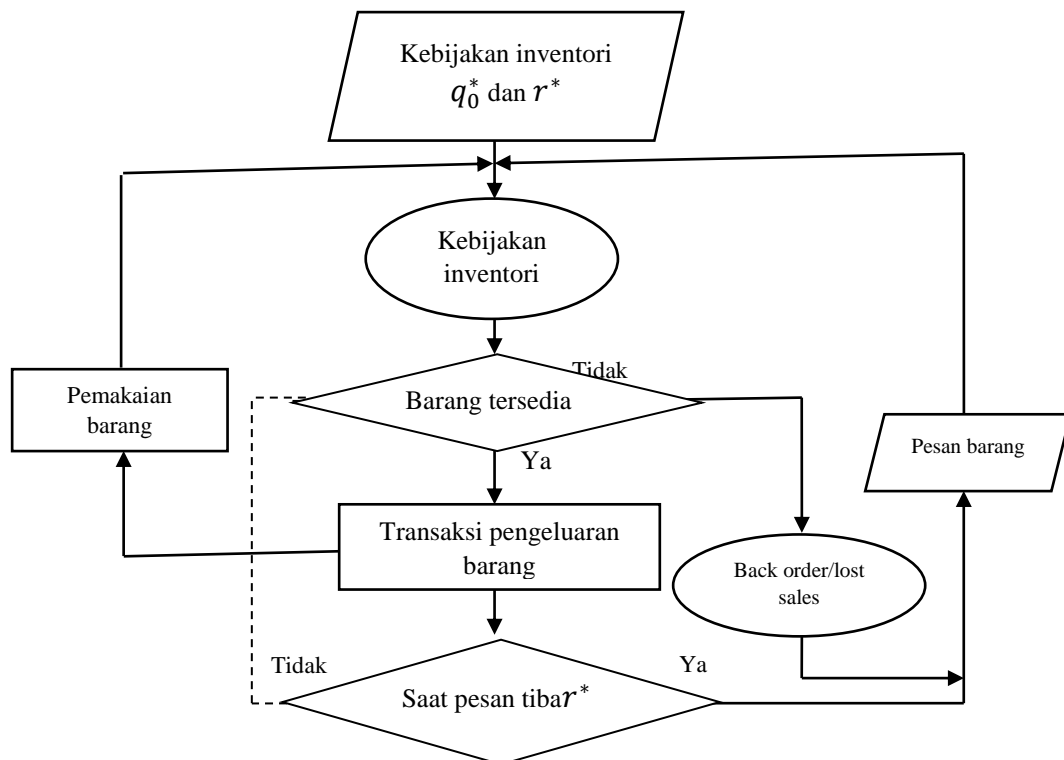 Kebijakan inventori
q₀* dan r*
Kebijakan
inventori
Tidak
Barang tersedia
Pemakaian
barang
Pesan barang
Ya
Transaksi pengeluaran
barang
Back order/lost
sales
Tidak
Ya
Saat pesan tibar*